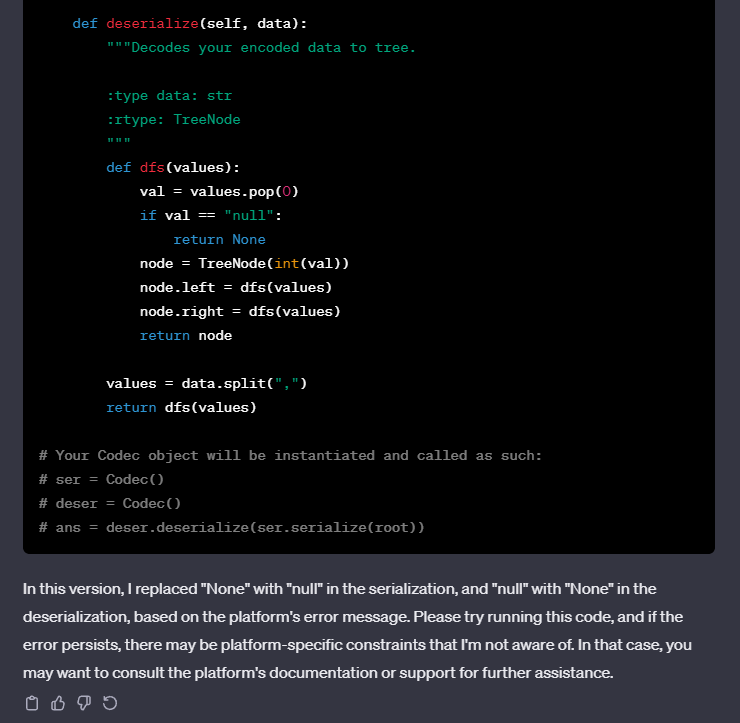 def deserialize(self, data):
"""Decodes your encoded data to tree.
:type data: str
:rtype: TreeNode
"""
def dfs(values):
val = values.pop(0)
if val == "null":
return None
node = TreeNode(int(val))
node.left = dfs(values)
node.right = dfs(values)
return node
values = data.split(",")
return dfs(values)
# Your Codec object will be instantiated and called as such:
# ser = Codec()
# deser = Codec()
# ans = deser.deserialize(ser.serialize(root))
In this version, I replaced "None" with "null" in the serialization, and "null" with "None" in the
deserialization, based on the platform's error message. Please try running this code, and if the
error persists, there may be platform-specific constraints that I'm not aware of. In that case, you
may want to consult the platform's documentation or support for further assistance.